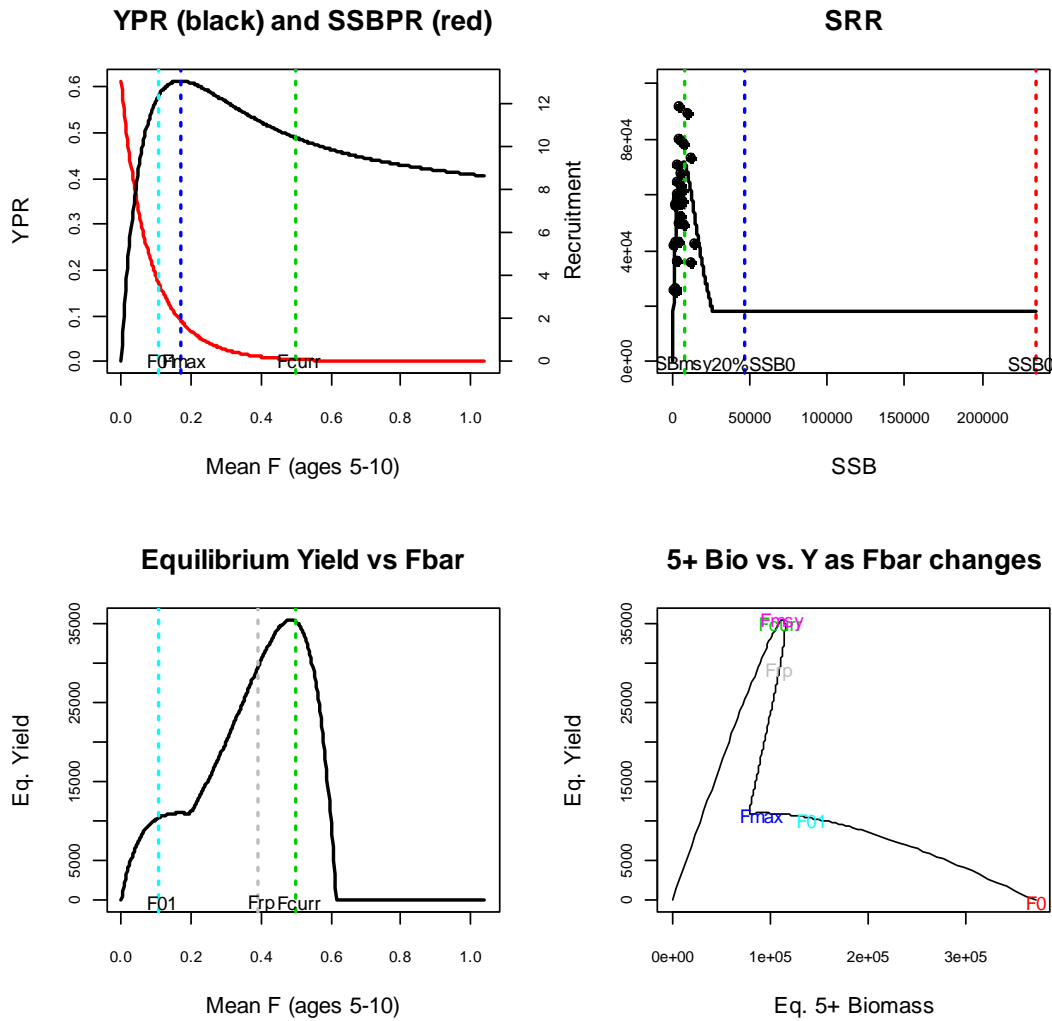 YPR (black) and SSBPR (red)
YPR
0.0 0.1 0.2 0.3 0.4 0.5 0.6
0 2 4 6 8 10 12
F01 Fmax Fcurr
0.0 0.2 0.4 0.6 0.8 1.0
Mean F (ages 5-10)
SRR
Recruitment
0e+00 4e+04 8e+04
SBmsy 20%SSB0 SSB0
0 50000 100000 150000 200000
SSB
Equilibrium Yield vs Fbar
Eq. Yield
0 5000 15000 25000 35000
F01 Frp Fcurr
0.0 0.2 0.4 0.6 0.8 1.0
Mean F (ages 5-10)
5+ Bio vs. Y as Fbar changes
Eq. Yield
0 5000 15000 25000 35000
Fmsy
Fcurr
Frp
Fmax F01
F0
0e+00 1e+05 2e+05 3e+05
Eq. 5+ Biomass